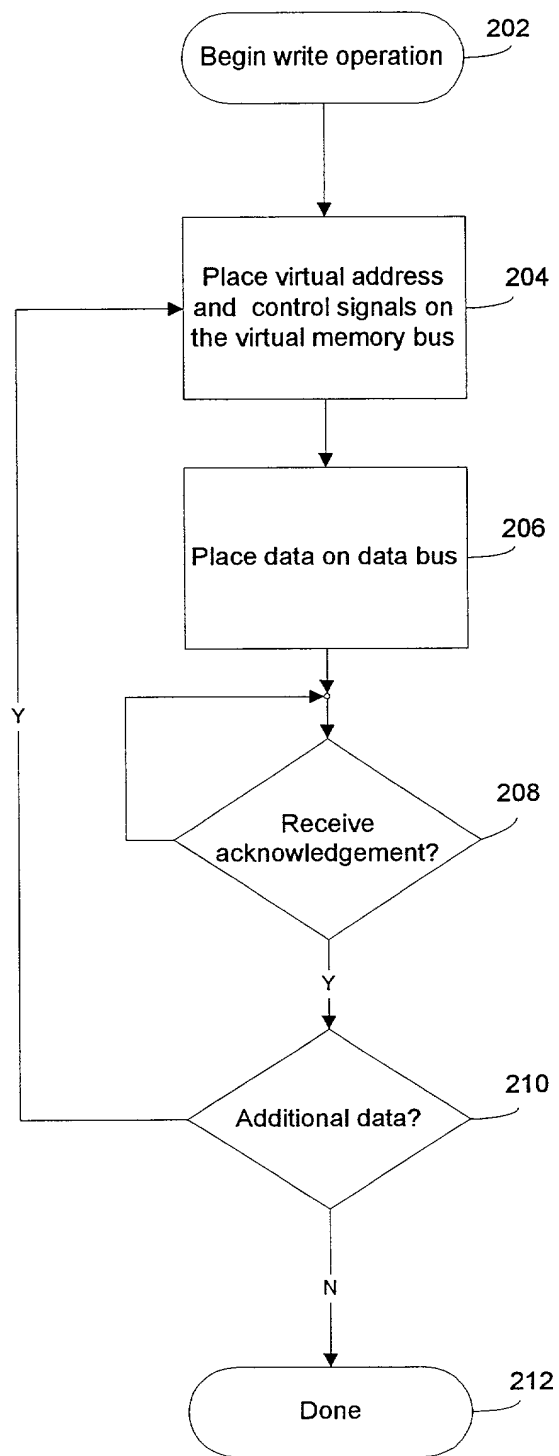 Begin write operation
202
Place virtual address
and control signals on
the virtual memory bus
204
Place data on data bus
206
Receive
acknowledgement?
208
Y
Y
Additional data?
210
N
Done
212